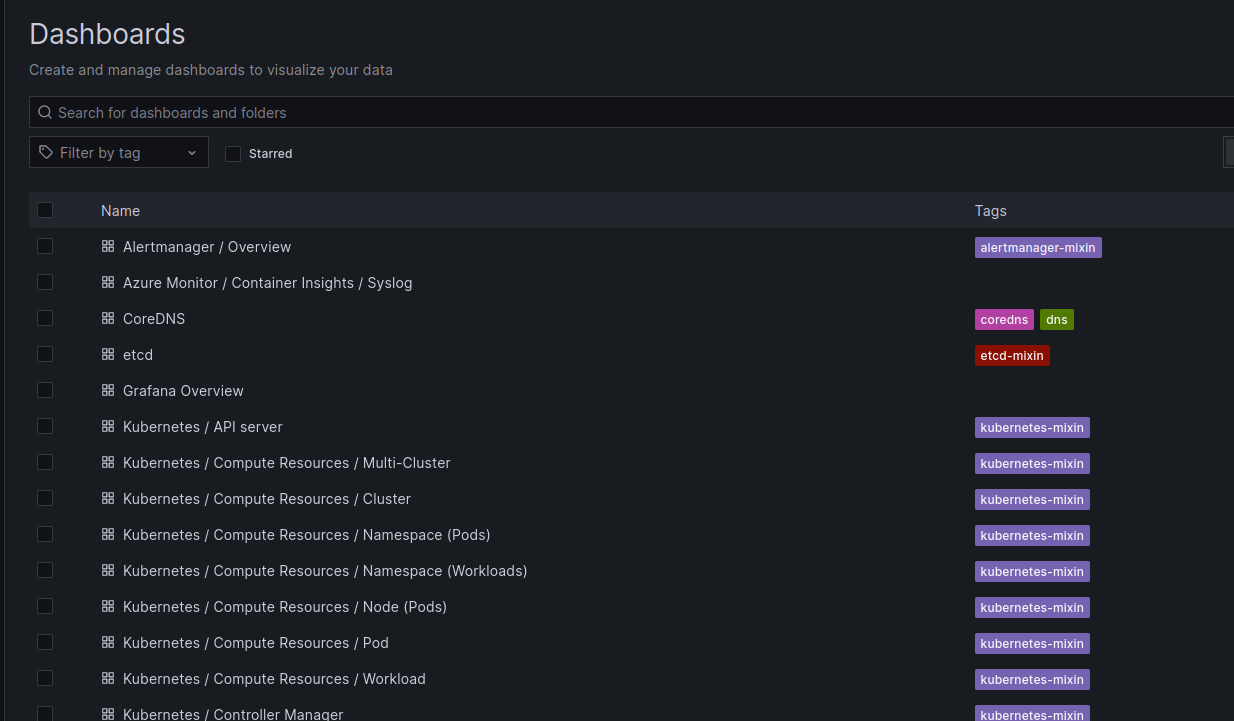 Dashboards
Create and manage dashboards to visualize your data
Search for dashboards and folders
Filter by tag Starred
Name Tags
Alertmanager / Overview alertmanager-mixin
Azure Monitor / Container Insights / Syslog
CoreDNS coredns dns
etcd etcd-mixin
Grafana Overview
Kubernetes / API server kubernetes-mixin
Kubernetes / Compute Resources / Multi-Cluster kubernetes-mixin
Kubernetes / Compute Resources / Cluster kubernetes-mixin
Kubernetes / Compute Resources / Namespace (Pods) kubernetes-mixin
Kubernetes / Compute Resources / Namespace (Workloads) kubernetes-mixin
Kubernetes / Compute Resources / Node (Pods) kubernetes-mixin
Kubernetes / Compute Resources / Pod kubernetes-mixin
Kubernetes / Compute Resources / Workload kubernetes-mixin
Kubernetes / Controller Manager kubernetes-mixin